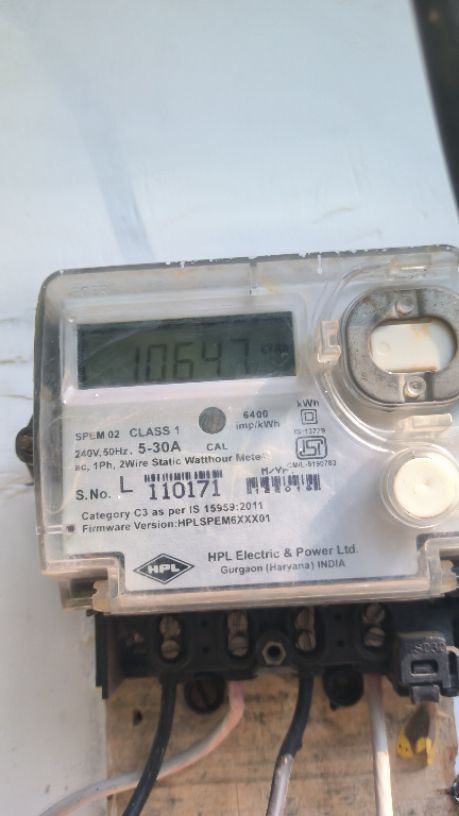 10647
SPEM 02 CLASS 1
240V, 50Hz, 5-30A
CAL
6400
imp/kWh
kWh
ac, 1Ph, 2Wire Static Watthour Meter
S.No. L 110171
M/Yr
Category C3 as per IS 15959:2011
Firmware Version:HPLSPEM6XXX01
HPL
HPL Electric & Power Ltd.
Gurgaon (Haryana) INDIA